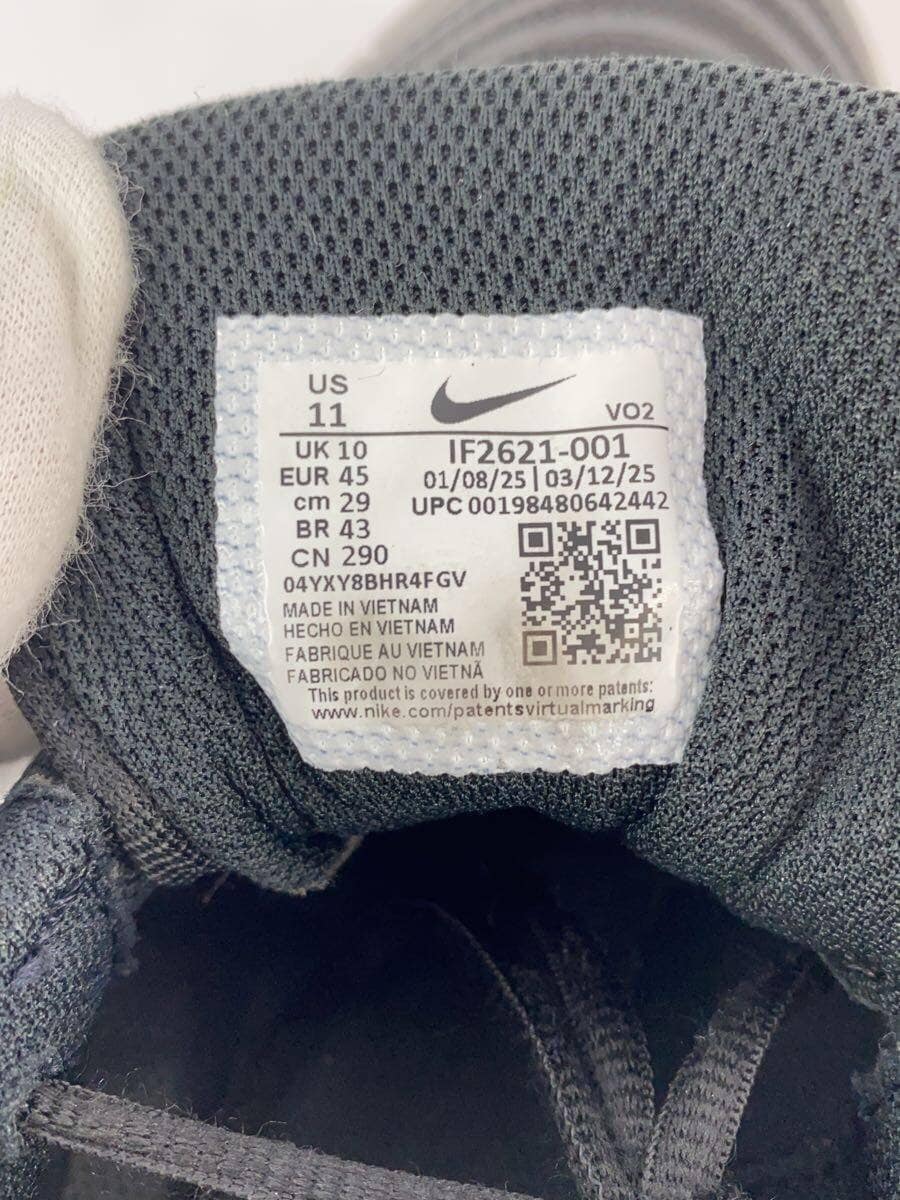 US
11
VO2
UK 10
IF2621-001
EUR 45
01/08/25|03/12/25
cm 29
UPC 00198480642442
BR 43
CN 290
04YXY8BHR4FGV
MADE IN VIETNAM
HECHO EN VIETNAM
FABRIQUE AU VIETNAM
FABRICADO NO VIETNÃ
This product is covered by one or more patents:
www.nike.com/patentsvirtualmarking